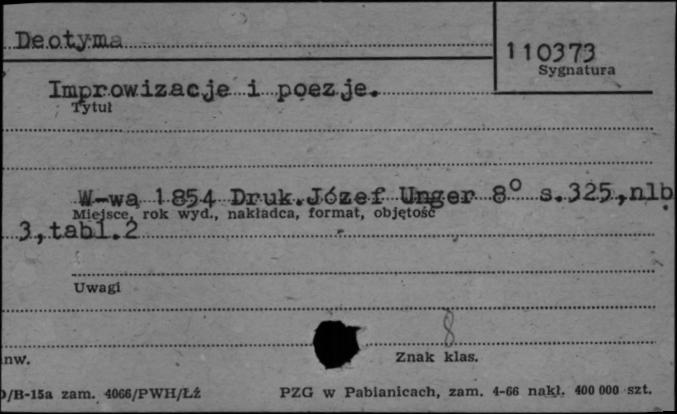 Deotyma
110373
Sygnatura
Improwizacje i poezje.
Tytuł
W-wa 1854 Druk.Józef Unger 8° s.325,nlb
Miejsce, rok wyd., nakładca, format, objętość
3,tabl.2
Uwagi
8
nw. Znak klas.
O/B-15a zam. 4066/PWH/Łż PZG w Pabianicach, zam. 4-66 nakł. 400 000 szt.